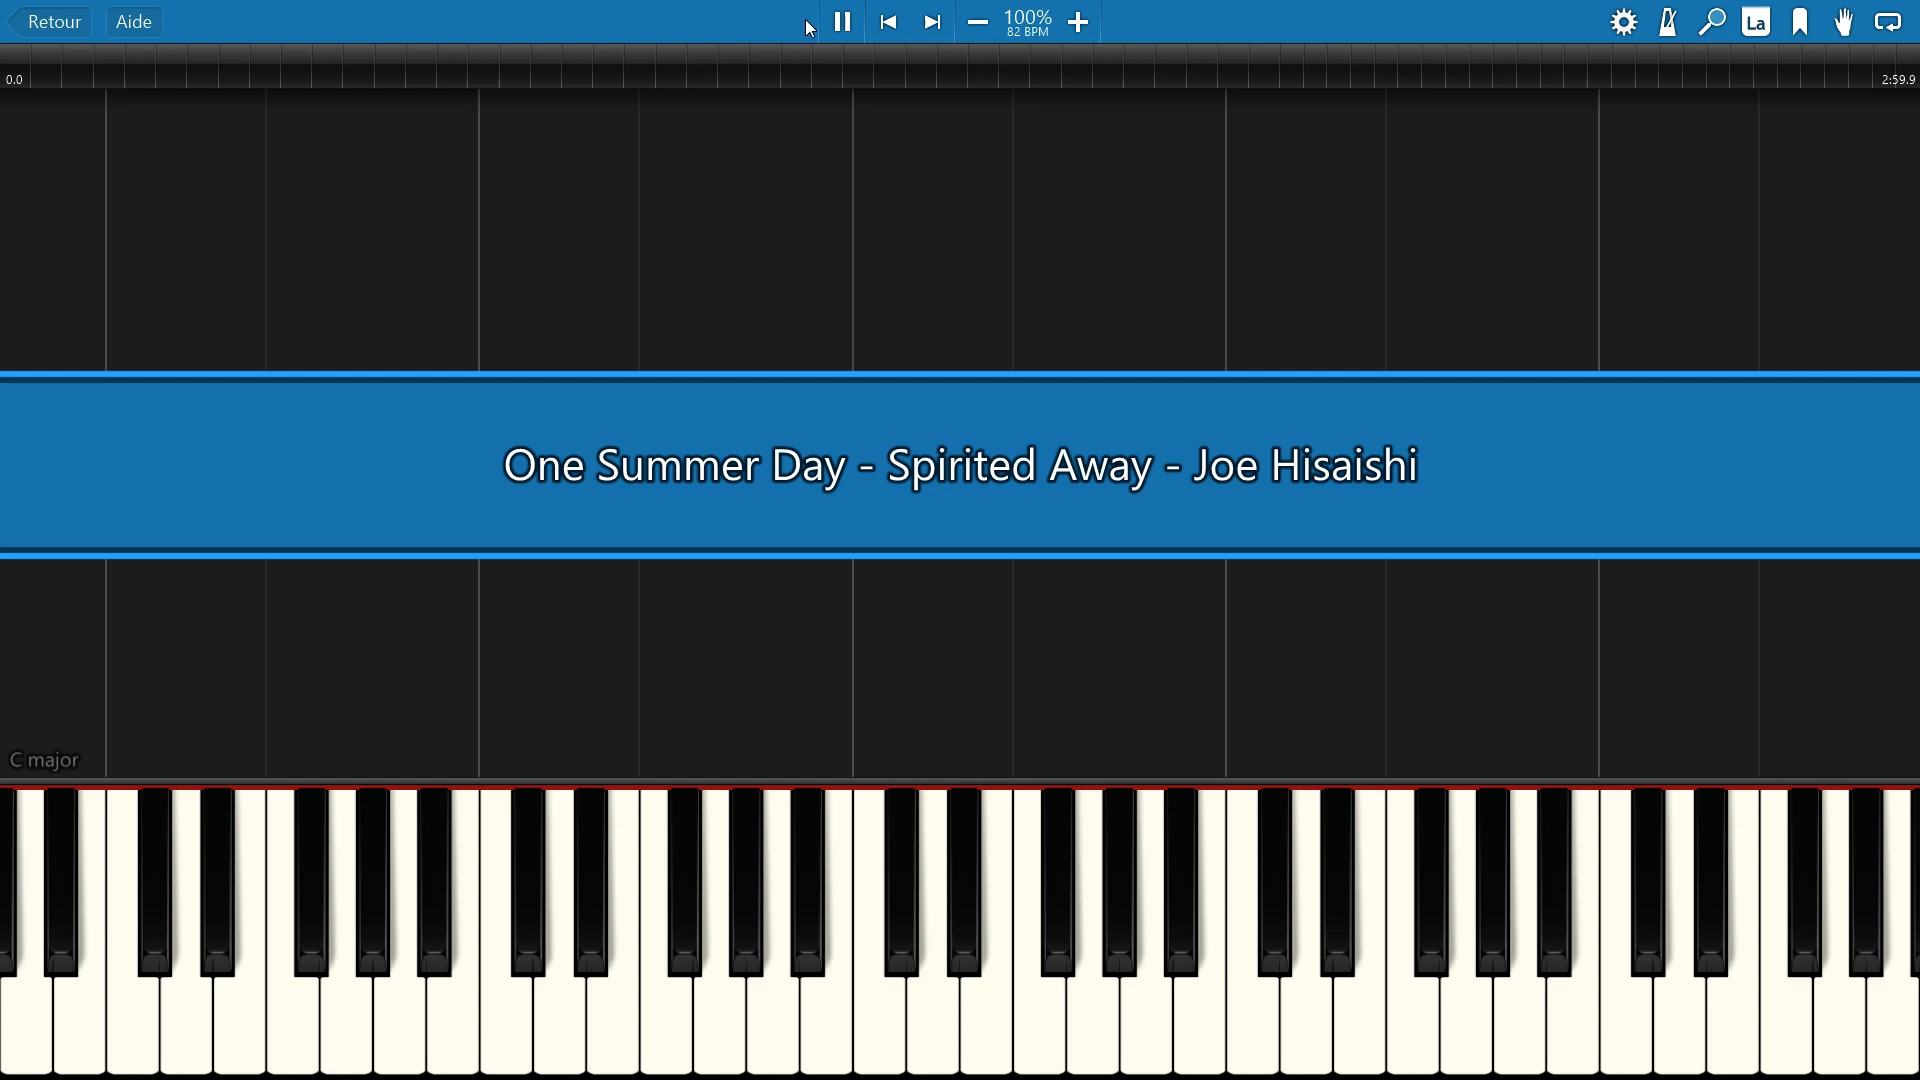 Retour
Aide
100%
82 BPM
La
0.0
2:59.9
One Summer Day - Spirited Away - Joe Hisaishi
C major